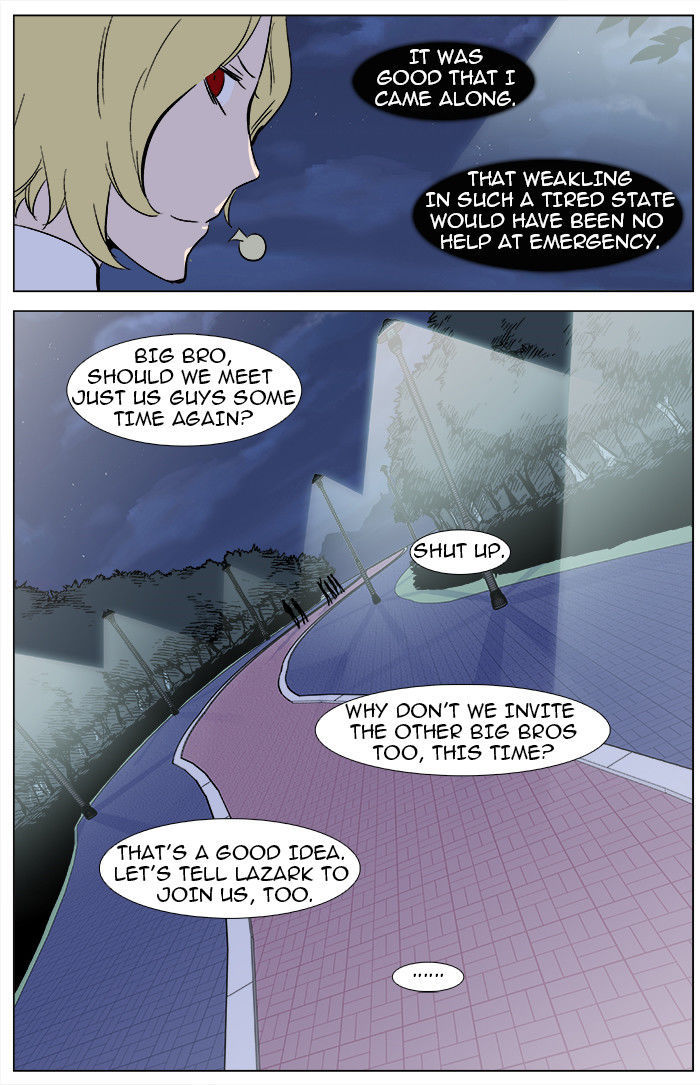 IT WAS
GOOD THAT I
CAME ALONG.
THAT WEAKLING
IN SUCH A TIRED STATE
WOULD HAVE BEEN NO
HELP AT EMERGENCY.
BIG BRO,
SHOULD WE MEET
JUST US GUYS SOME
TIME AGAIN?
SHUT UP.
WHY DON'T WE INVITE
THE OTHER BIG BROS
TOO, THIS TIME?
THAT'S A GOOD IDEA.
LET'S TELL LAZARK TO
JOIN US, TOO.
......